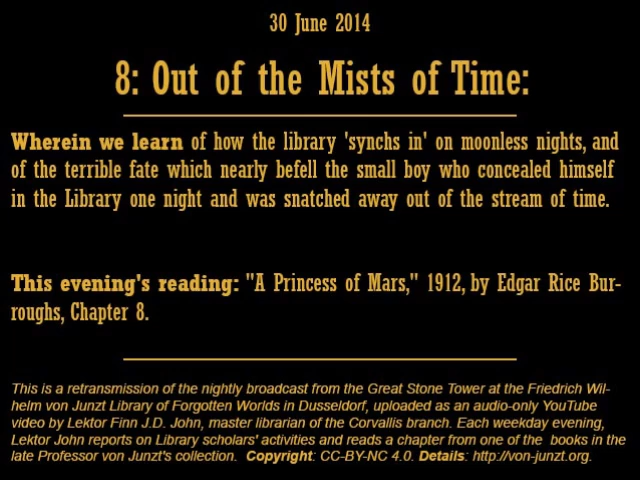 30 June 2014
8: Out of the Mists of Time:
Wherein we learn of how the library 'synchs in' on moonless nights, and
of the terrible fate which nearly befell the small boy who concealed himself
in the Library one night and was snatched away out of the stream of time.
This evening's reading: "A Princess of Mars," 1912, by Edgar Rice Bur-
roughs, Chapter 8.
This is a retransmission of the nightly broadcast from the Great Stone Tower at the Friedrich Wil-
helm von Junzt Library of Forgotten Worlds in Dusseldorf, uploaded as an audio-only YouTube
video by Lektor Finn J.D. John, master librarian of the Corvallis branch. Each weekday evening,
Lektor John reports on Library scholars' activities and reads a chapter from one of the books in the
late Professor von Junzt's collection. Copyright: CC-BY-NC 4.0. Details: http://von-junzt.org.